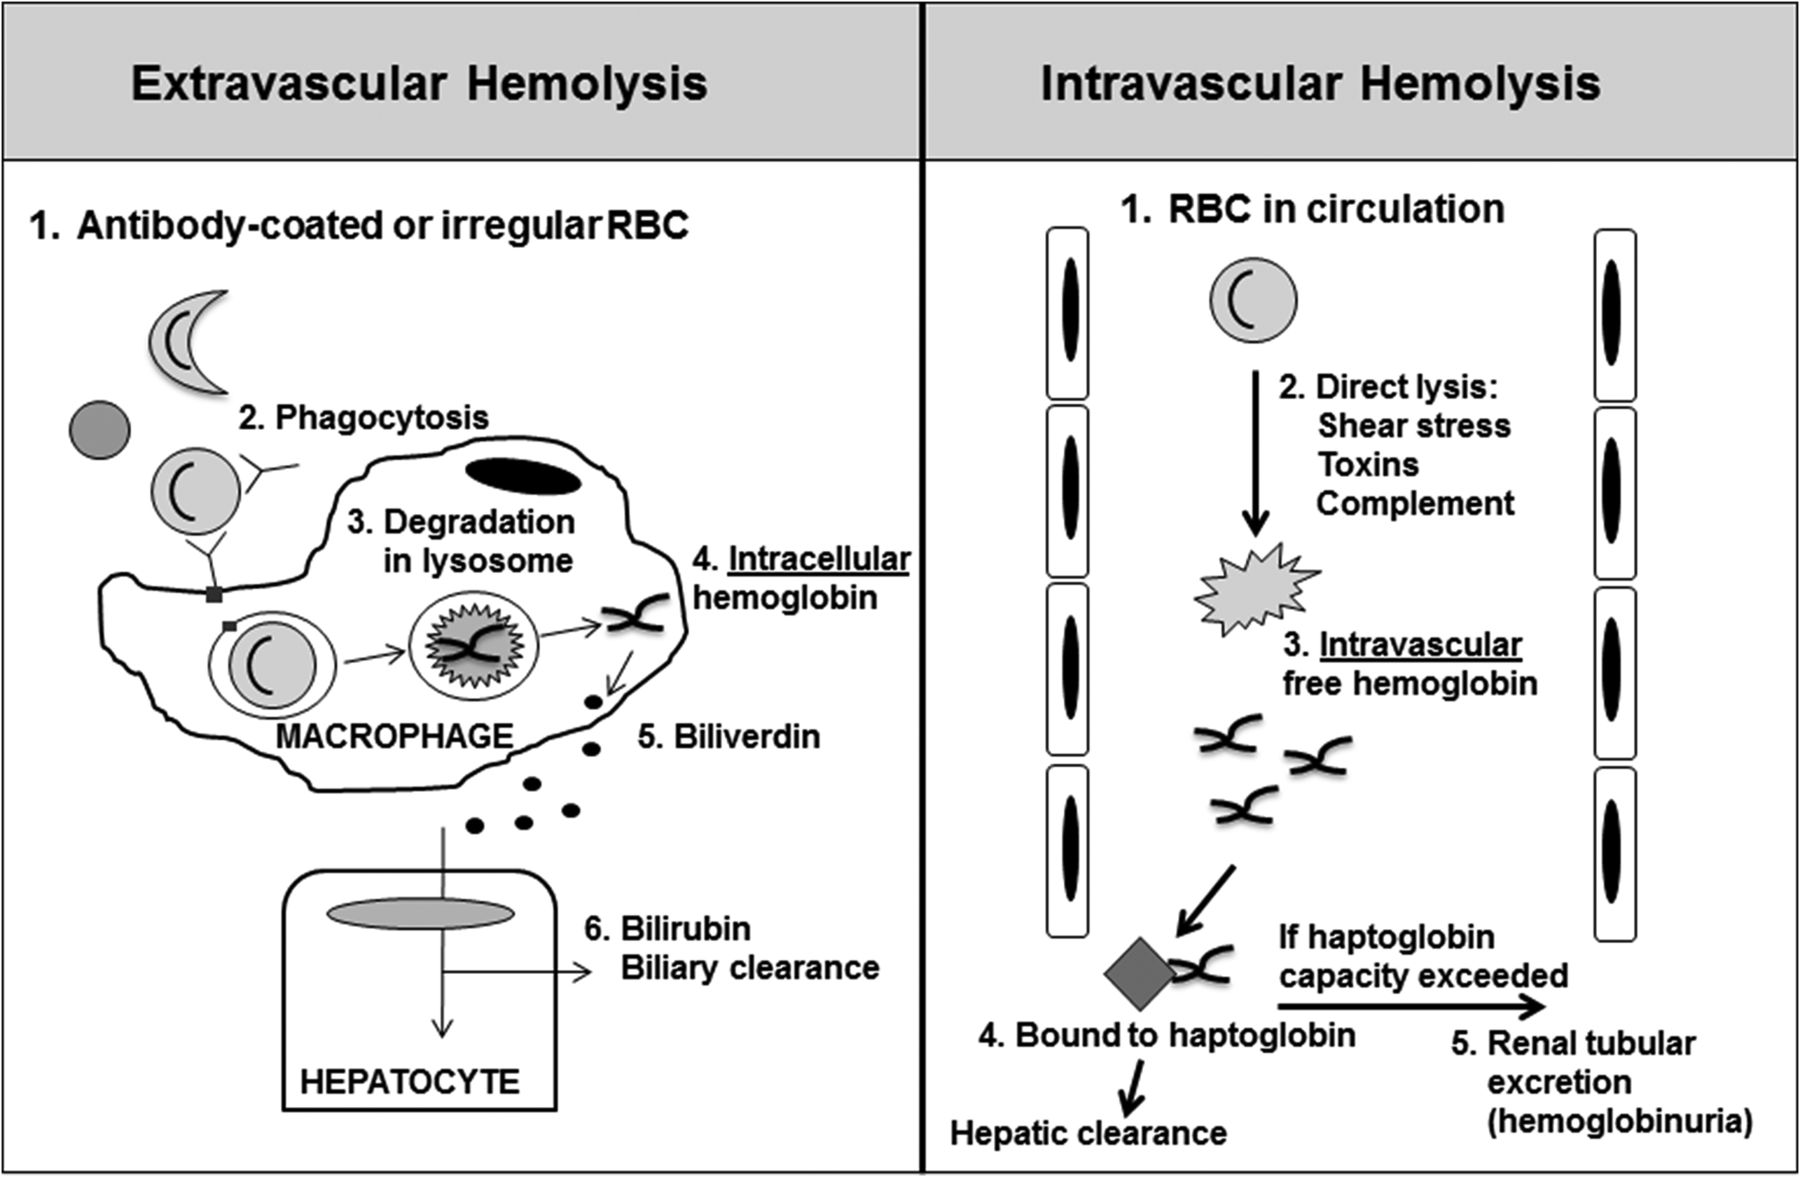 Extravascular Hemolysis
1. Antibody-coated or irregular RBC
2. Phagocytosis
3. Degradation
in lysosome
4. Intracellular
hemoglobin
MACROPHAGE
5. Biliverdin
6. Bilirubin
Biliary clearance
HEPATOCYTE
Intravascular Hemolysis
1. RBC in circulation
2. Direct lysis:
Shear stress
Toxins
Complement
3. Intravascular
free hemoglobin
If haptoglobin
capacity exceeded
4. Bound to haptoglobin
5. Renal tubular
excretion
(hemoglobinuria)
Hepatic clearance